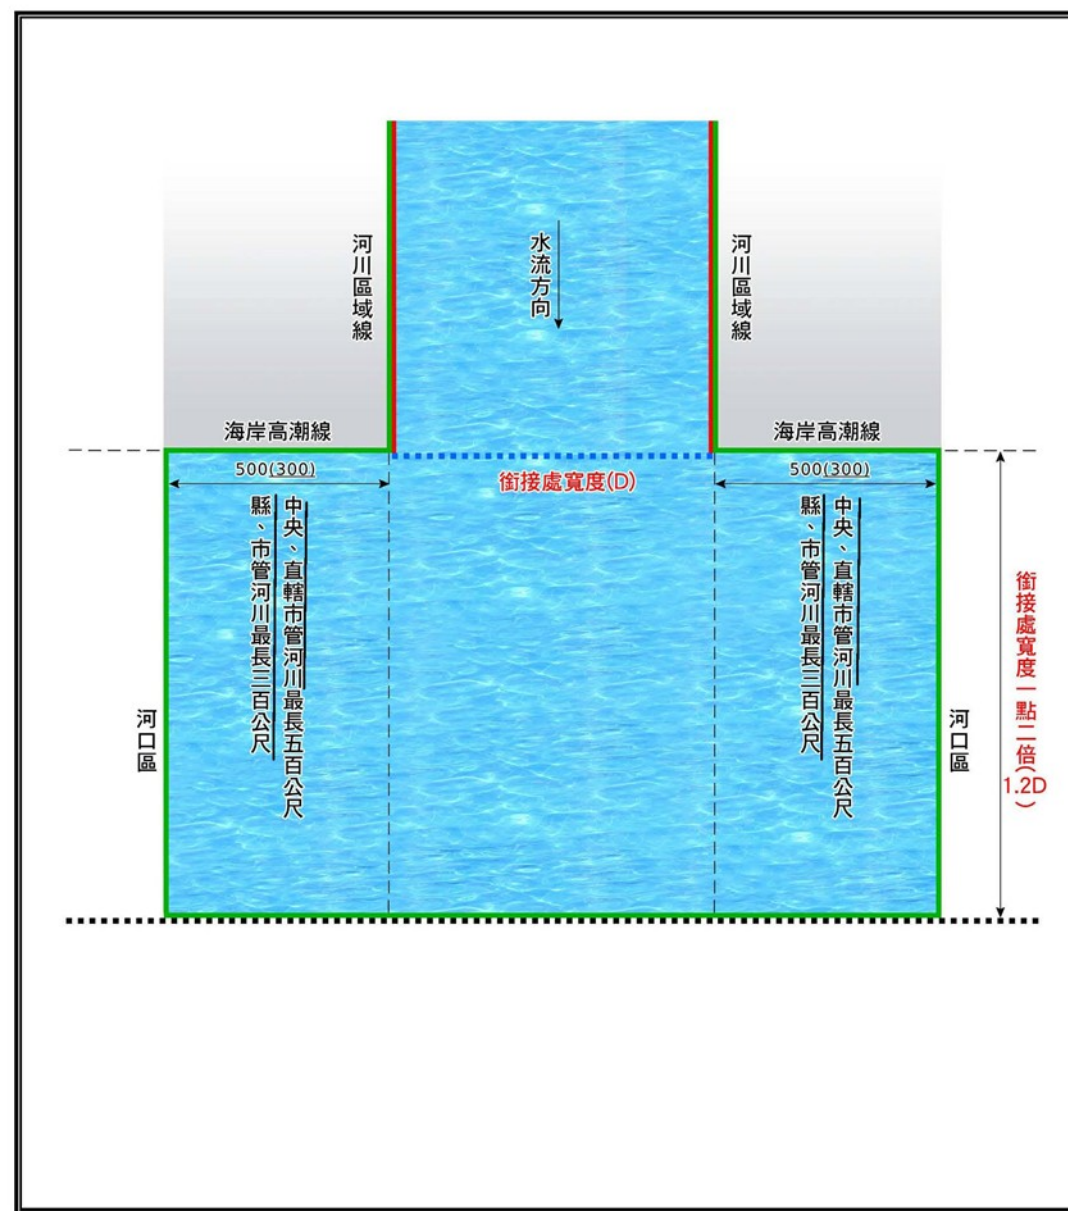 河川區域線
水流方向
河川區域線
海岸高潮線
海岸高潮線
500(300)
500(300)
銜接處寬度(D)
中央、直轄市管河川最長五百公尺
縣、市管河川最長三百公尺
中央、直轄市管河川最長五百公尺
縣、市管河川最長三百公尺
河口區
河口區
銜接處寬度一點二倍(1.2D)